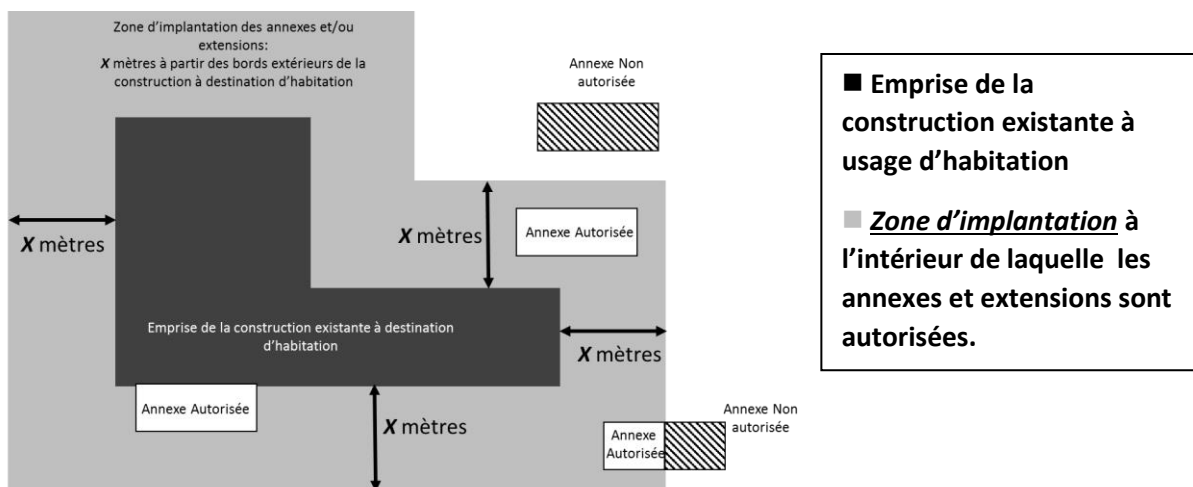 Zone d’implantation des annexes et/ou
extensions:
X mètres à partir des bords extérieurs de la
construction à destination d’habitation
Annexe Non
autorisée
X mètres
X mètres
Annexe Autorisée
Emprise de la construction existante à destination
d’habitation
X mètres
Annexe Autorisée
X mètres
Annexe
Autorisée
Annexe Non
autorisée
■ Emprise de la
construction existante à
usage d’habitation
■ Zone d’implantation à
l’intérieur de laquelle les
annexes et extensions sont
autorisées.